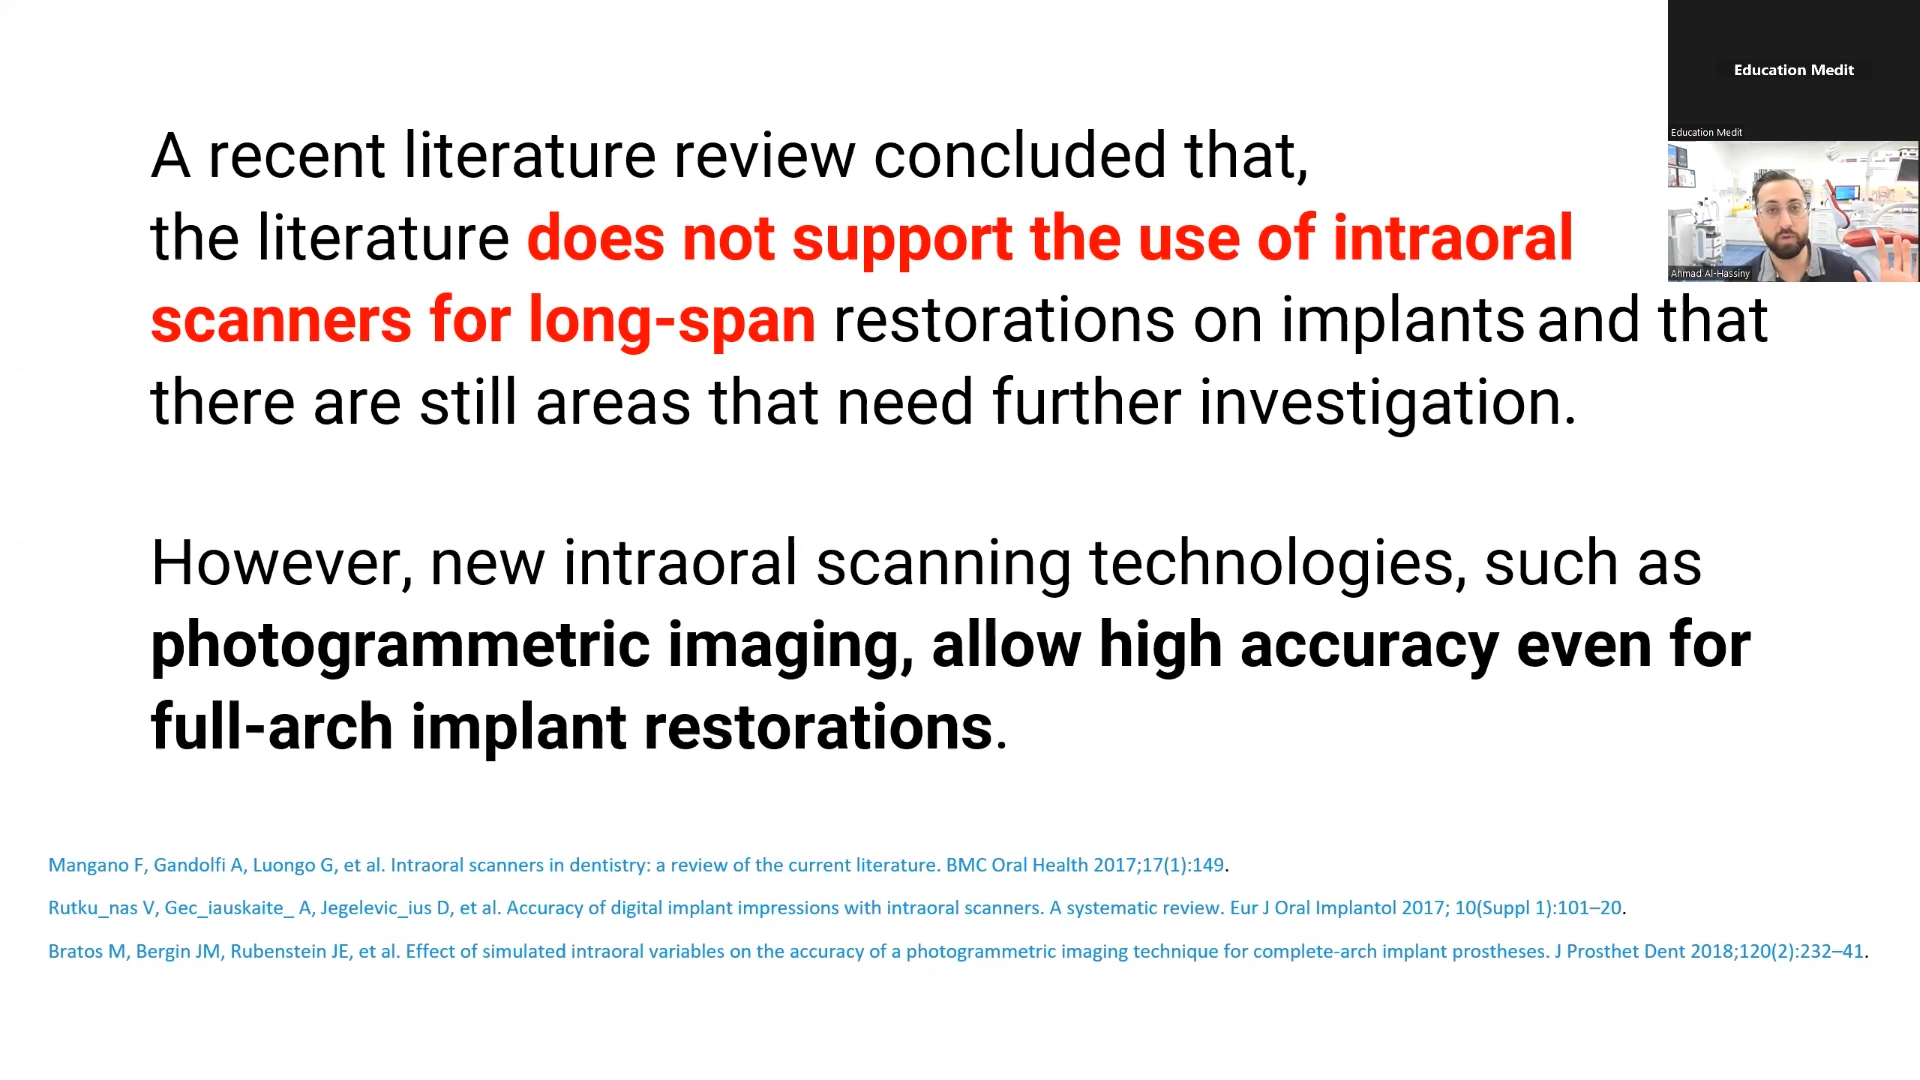 Education Medit
Education Medit
Ahmad Al-Hassiny
A recent literature review concluded that,
the literature does not support the use of intraoral
scanners for long-span restorations on implants and that
there are still areas that need further investigation.
However, new intraoral scanning technologies, such as
photogrammetric imaging, allow high accuracy even for
full-arch implant restorations.
Mangano F, Gandolfi A, Luongo G, et al. Intraoral scanners in dentistry: a review of the current literature. BMC Oral Health 2017;17(1):149.
Rutku_nas V, Gec_iauskaite_ A, Jegelevic_ius D, et al. Accuracy of digital implant impressions with intraoral scanners. A systematic review. Eur J Oral Implantol 2017; 10(Suppl 1):101–20.
Bratos M, Bergin JM, Rubenstein JE, et al. Effect of simulated intraoral variables on the accuracy of a photogrammetric imaging technique for complete-arch implant prostheses. J Prosthet Dent 2018;120(2):232–41.